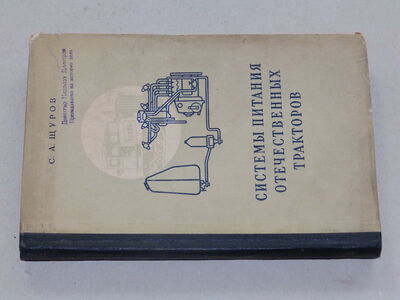 С. А. ЩУРОВ
СИСТЕМЫ ПИТАНИЯ
ОТЕЧЕСТВЕННЫХ
ТРАКТОРОВ